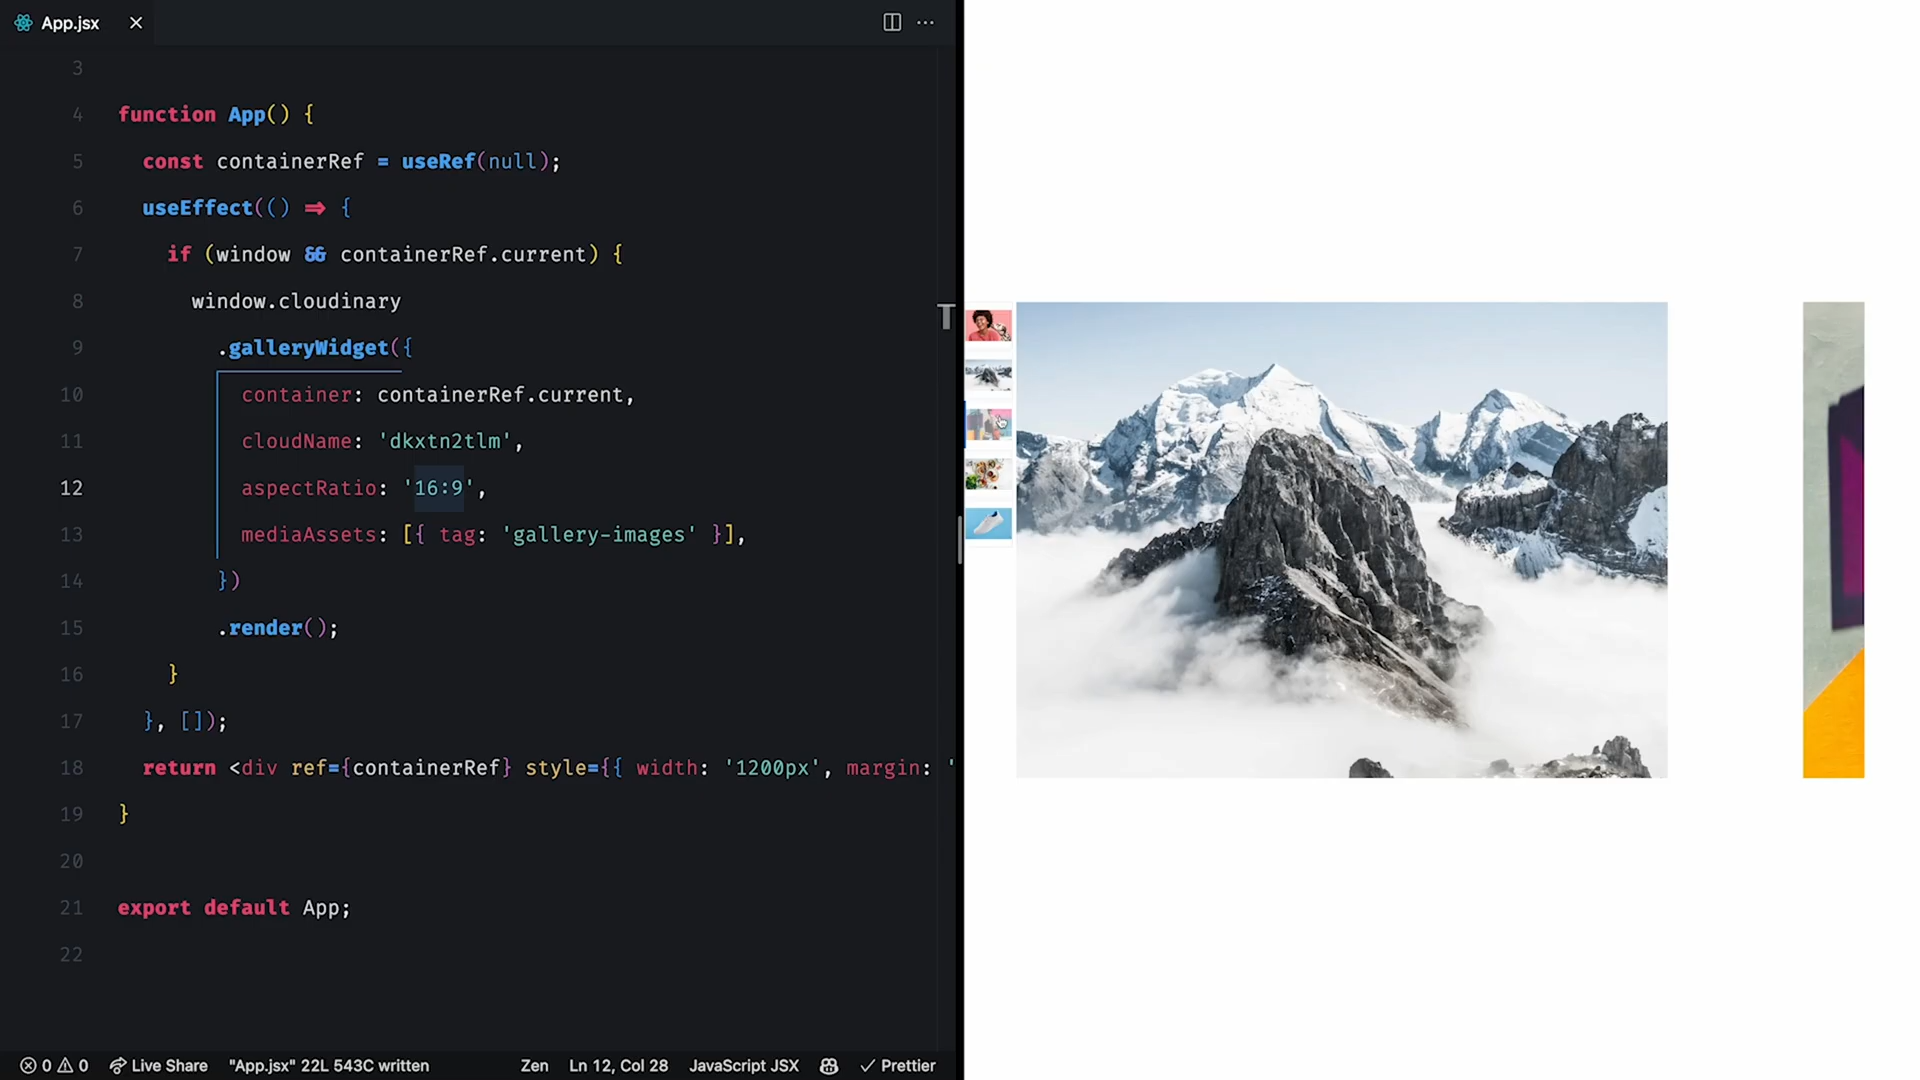 App.jsx
3
4 function App() {
5 const containerRef = useRef(null);
6 useEffect(() => {
7 if (window && containerRef.current) {
8 window.cloudinary
9 .galleryWidget({
10 container: containerRef.current,
11 cloudName: 'dkxtn2tlm',
12 aspectRatio: '16:9',
13 mediaAssets: [{ tag: 'gallery-images' }],
14 })
15 .render();
16 }
17 }, []);
18 return <div ref={containerRef} style={{ width: '1200px', margin: '
19 }
20
21 export default App;
22
0 0 Live Share "App.jsx" 22L 543C written Zen Ln 12, Col 28 JavaScript JSX Prettier